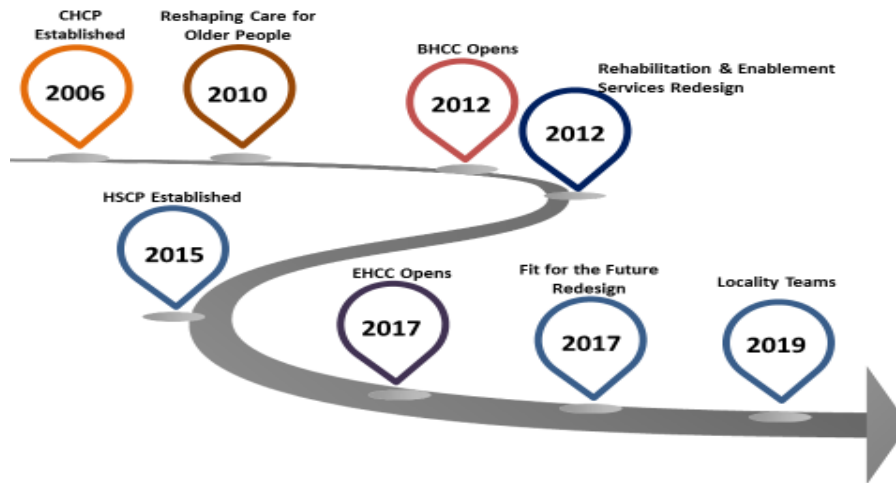 CHCP
Established
2006
Reshaping Care for
Older People
2010
BHCC Opens
2012
Rehabilitation & Enablement
Services Redesign
2012
HSCP Established
2015
EHCC Opens
2017
Fit for the Future
Redesign
2017
Locality Teams
2019